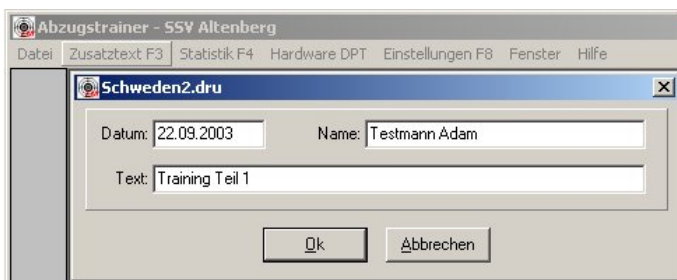 Abzugstrainer - SSV Altenberg
Datei Zusatztext F3 Statistik F4 Hardware DPT Einstellungen F8 Fenster Hilfe
Schweden2.dru
Datum: 22.09.2003 Name: Testmann Adam
Text: Training Teil 1
Ok Abbrechen